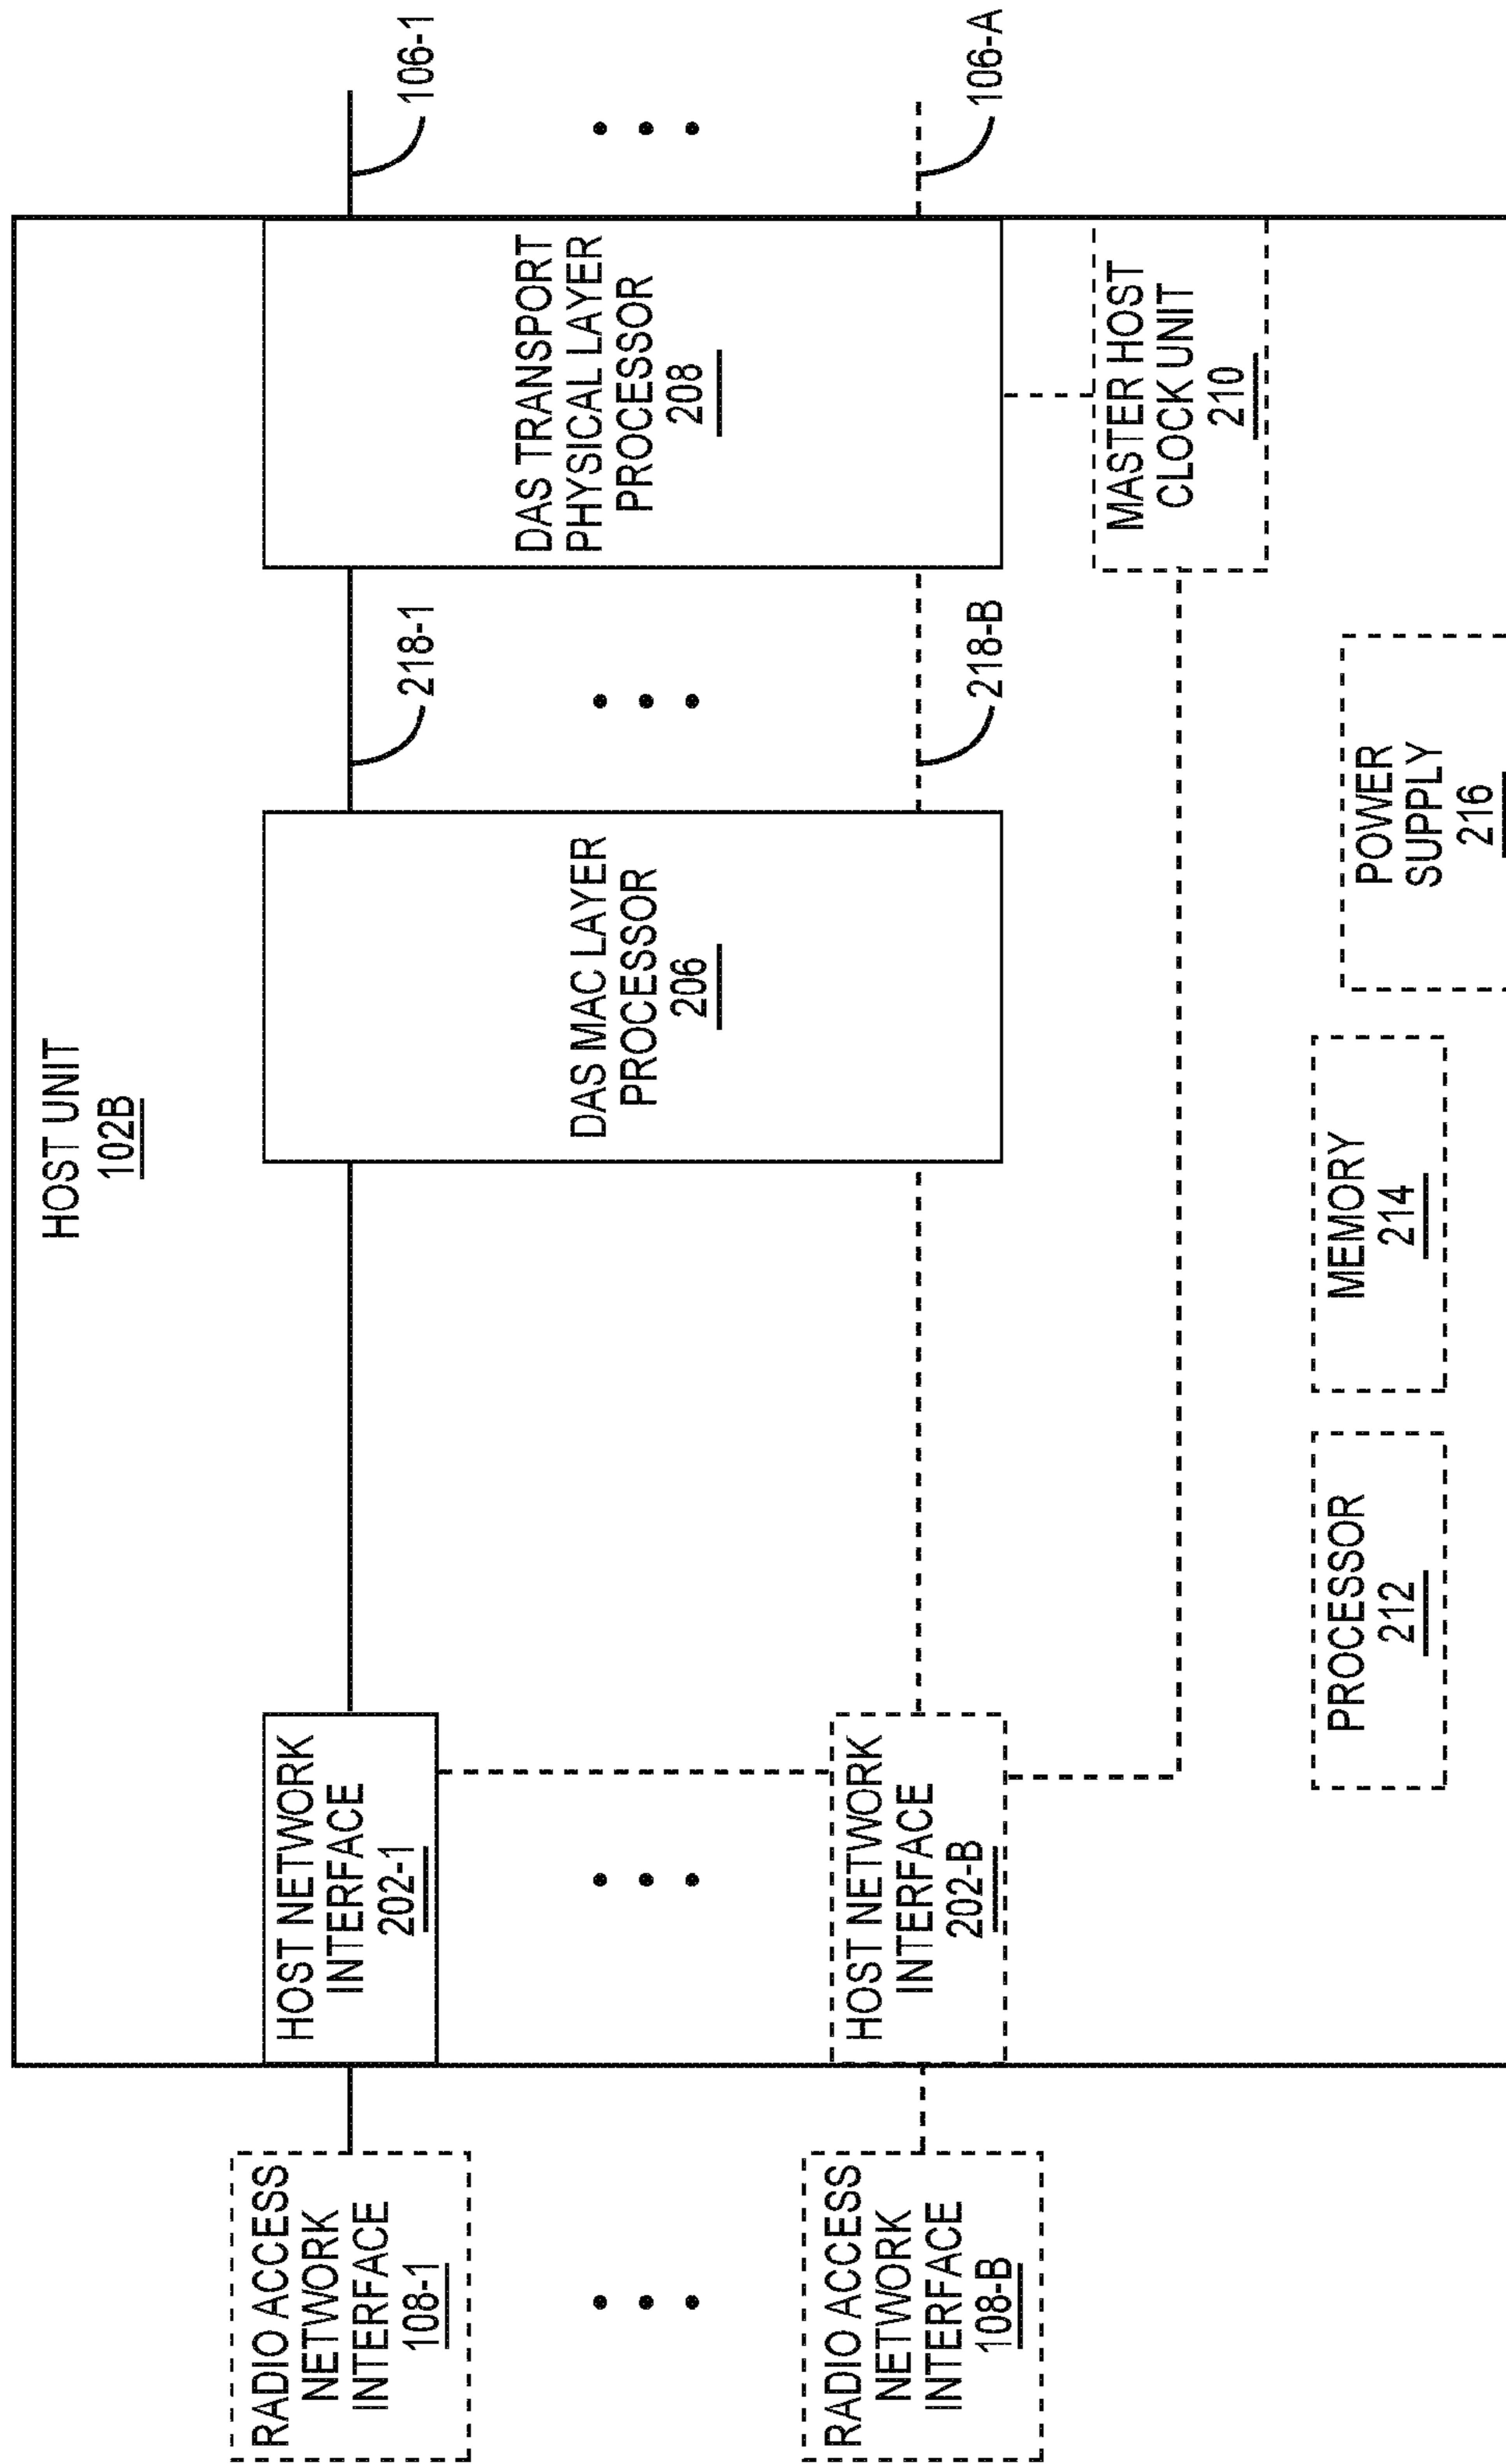 HOST UNIT
102B
RADIO ACCESS
NETWORK
INTERFACE
108-1
HOST NETWORK
INTERFACE
202-1
DAS MAC LAYER
PROCESSOR
206
218-1
DAS TRANSPORT
PHYSICAL LAYER
PROCESSOR
208
106-1
RADIO ACCESS
NETWORK
INTERFACE
108-B
HOST NETWORK
INTERFACE
202-B
218-B
106-A
MASTER HOST
CLOCK UNIT
210
PROCESSOR
212
MEMORY
214
POWER
SUPPLY
216